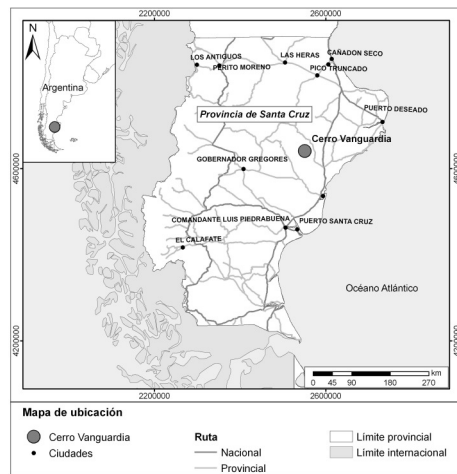 2200000
2600000
N
Argentina
LOS ANTIGUOS
PERITO MORENO
LAS HERAS
CAÑADON SECO
PICO TRUNCADO
PUERTO DESEADO
Provincia de Santa Cruz
Cerro Vanguardia
GOBERNADOR GREGORES
4600000
4600000
COMANDANTE LUIS PIEDRABUENA
PUERTO SANTA CRUZ
EL CALAFATE
Océano Atlántico
4200000
4200000
km
0 45 90 180 270
2200000
2600000
Mapa de ubicación
Cerro Vanguardia
Ciudades
Ruta
Nacional
Provincial
Límite provincial
Límite internacional